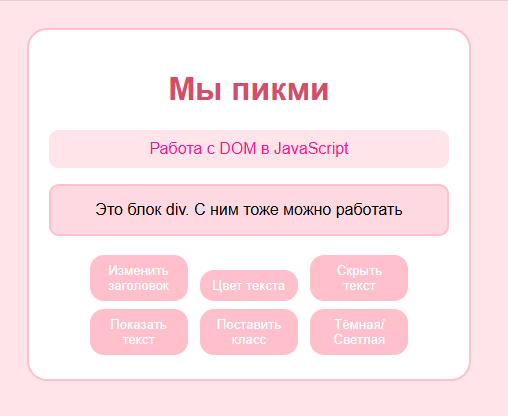 Мы пикми
Работа с DOM в JavaScript
Это блок div. С ним тоже можно работать
Изменить
заголовок
Цвет текста
Скрыть
текст
Показать
текст
Поставить
класс
Тёмная/
Светлая